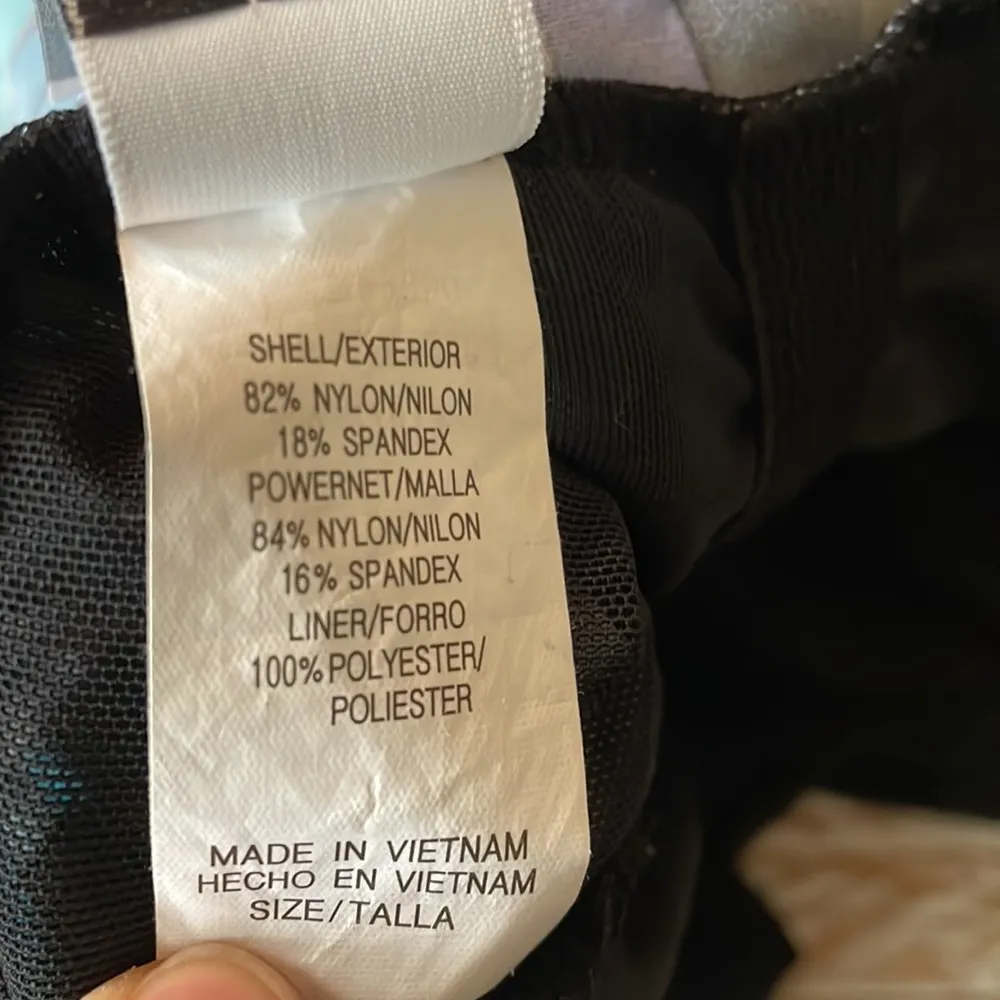 SHELL/EXTERIOR
82% NYLON/NILON
18% SPANDEX
POWERNET/MALLA
84% NYLON/NILON
16% SPANDEX
LINER/FORRO
100% POLYESTER/
POLIESTER
MADE IN VIETNAM
HECHO EN VIETNAM
SIZE/TALLA